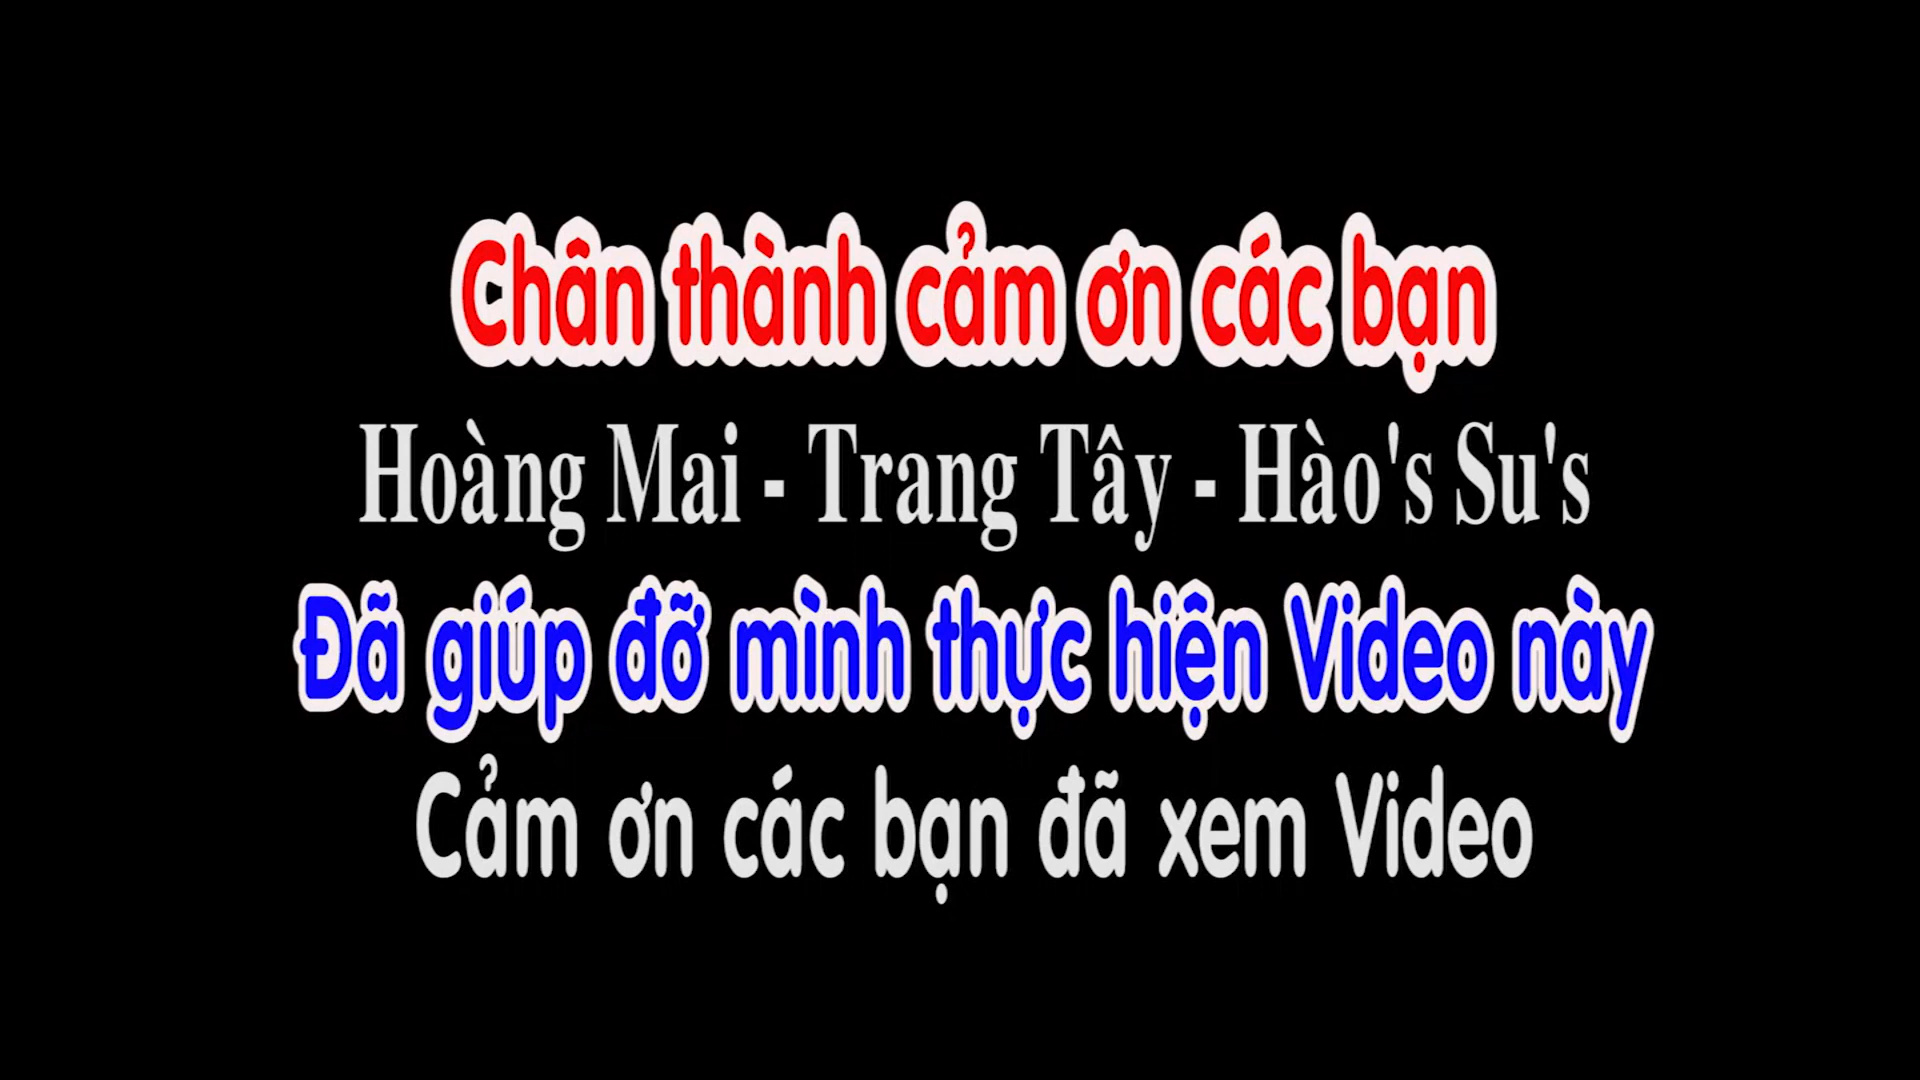 Chân thành cảm ơn các bạn
Hoàng Mai - Trang Tây - Hào's Su's
Đã giúp đỡ mình thực hiện Video này
Cảm ơn các bạn đã xem Video